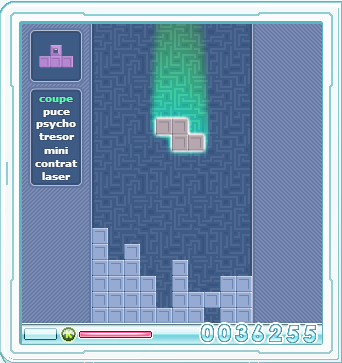 coupe
puce
psycho
tresor
mini
contrat
laser
0036255